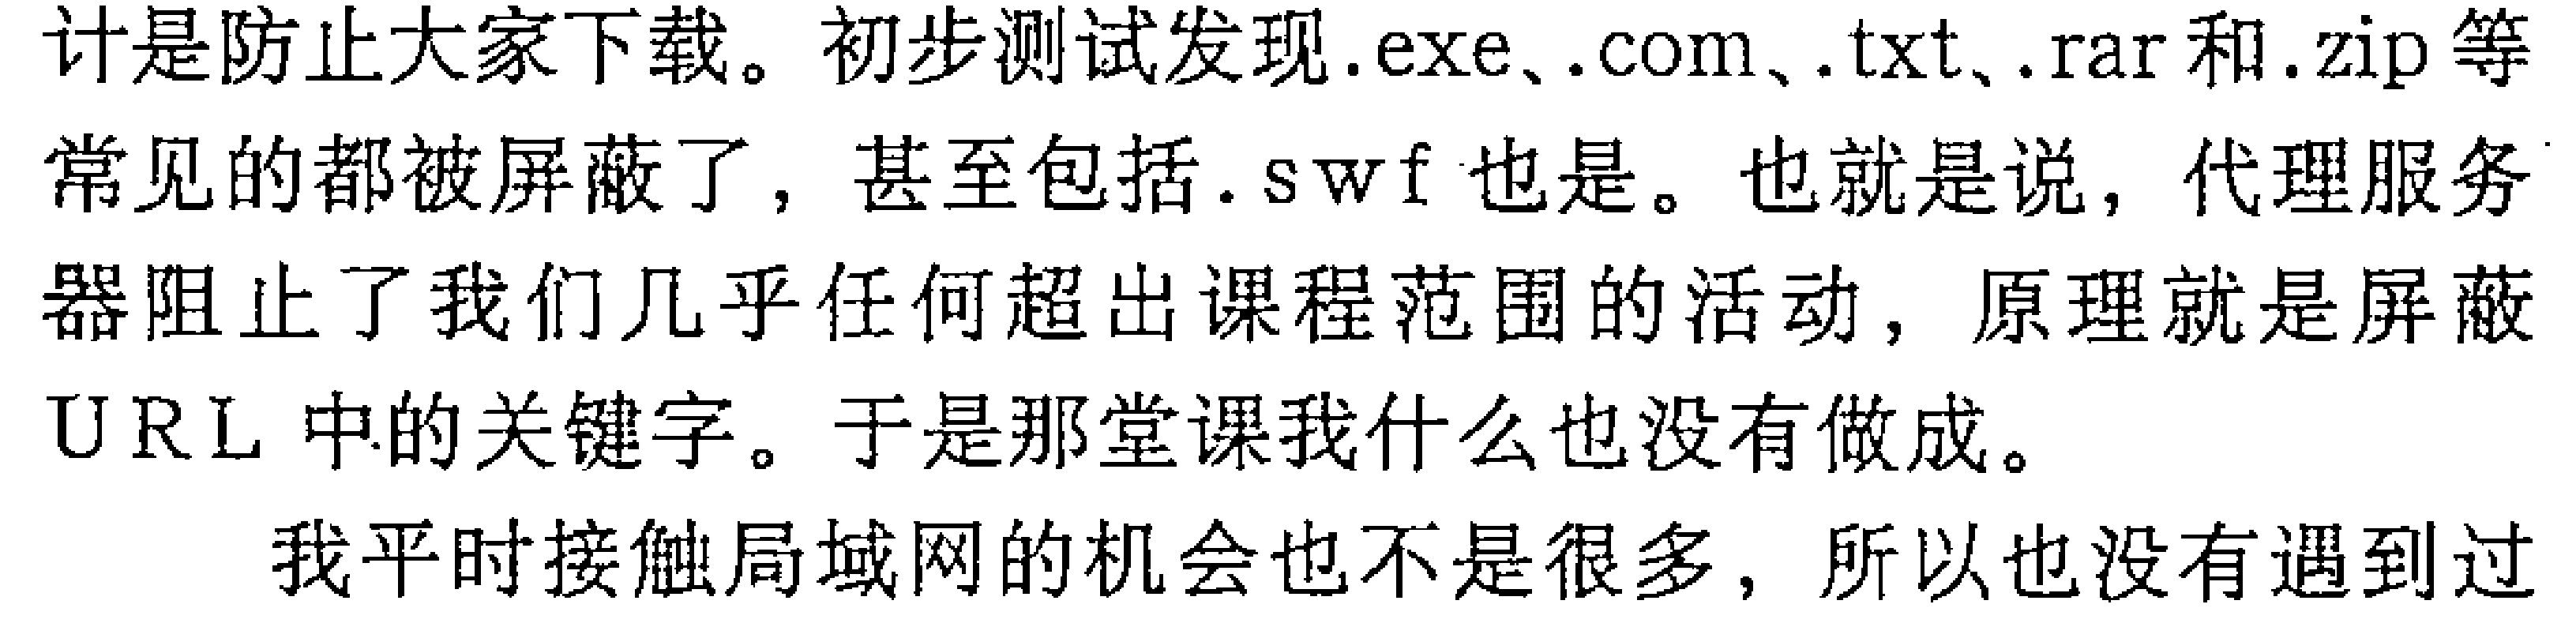 计是防止大家下载。初步测试发现.exe、.com、.txt、.rar和.zip等
常见的都被屏蔽了，甚至包括.swf也是。也就是说，代理服务
器阻止了我们几乎任何超出课程范围的活动，原理就是屏蔽
URL 中的关键字。于是那堂课我什么也没有做成。
我平时接触局域网的机会也不是很多，所以也没有遇到过